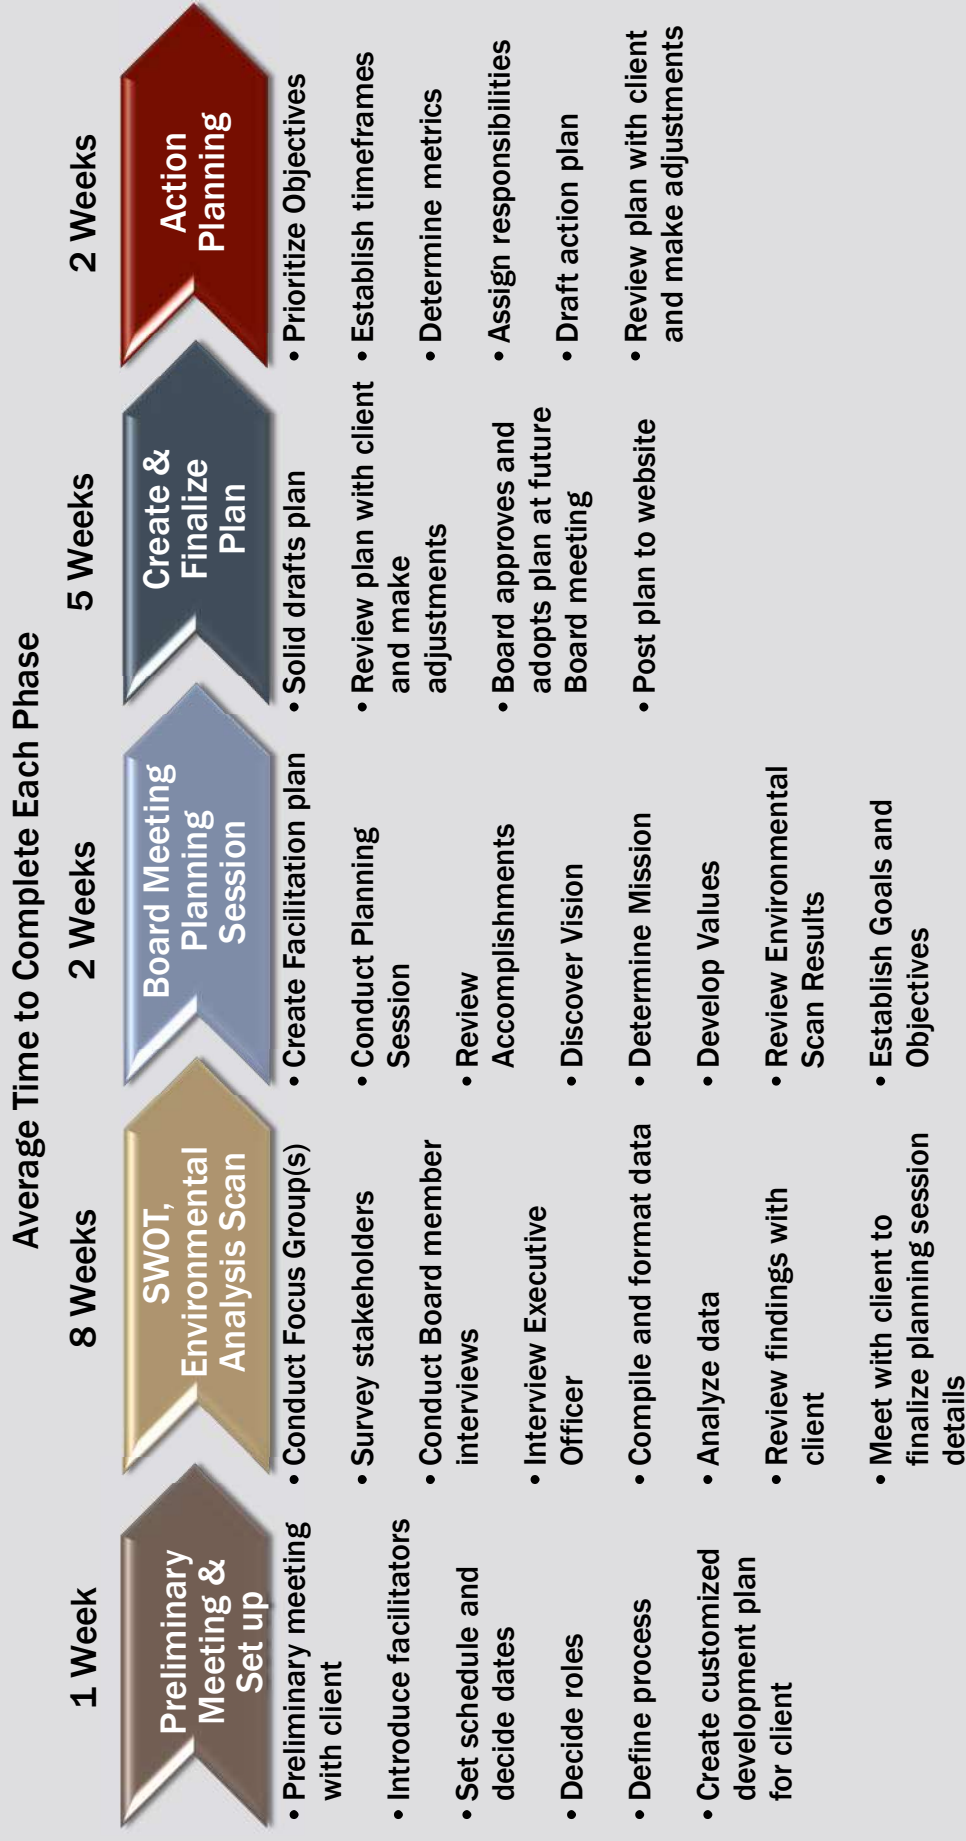 Average Time to Complete Each Phase
1 Week
Preliminary
Meeting &
Set up
• Preliminary meeting
with client
• Introduce facilitators
• Set schedule and
decide dates
• Decide roles
• Define process
• Create customized
development plan
for client
8 Weeks
SWOT,
Environmental
Analysis Scan
• Conduct Focus Group(s)
• Survey stakeholders
• Conduct Board member
interviews
• Interview Executive
Officer
• Compile and format data
• Analyze data
• Review findings with
client
• Meet with client to
finalize planning session
details
2 Weeks
Board Meeting
Planning
Session
• Create Facilitation plan
• Conduct Planning
Session
• Review
Accomplishments
• Discover Vision
• Determine Mission
• Develop Values
• Review Environmental
Scan Results
• Establish Goals and
Objectives
5 Weeks
Create &
Finalize
Plan
• Solid drafts plan
• Review plan with client
and make
adjustments
• Board approves and
adopts plan at future
Board meeting
• Post plan to website
2 Weeks
Action
Planning
• Prioritize Objectives
• Establish timeframes
• Determine metrics
• Assign responsibilities
• Draft action plan
• Review plan with client
and make adjustments